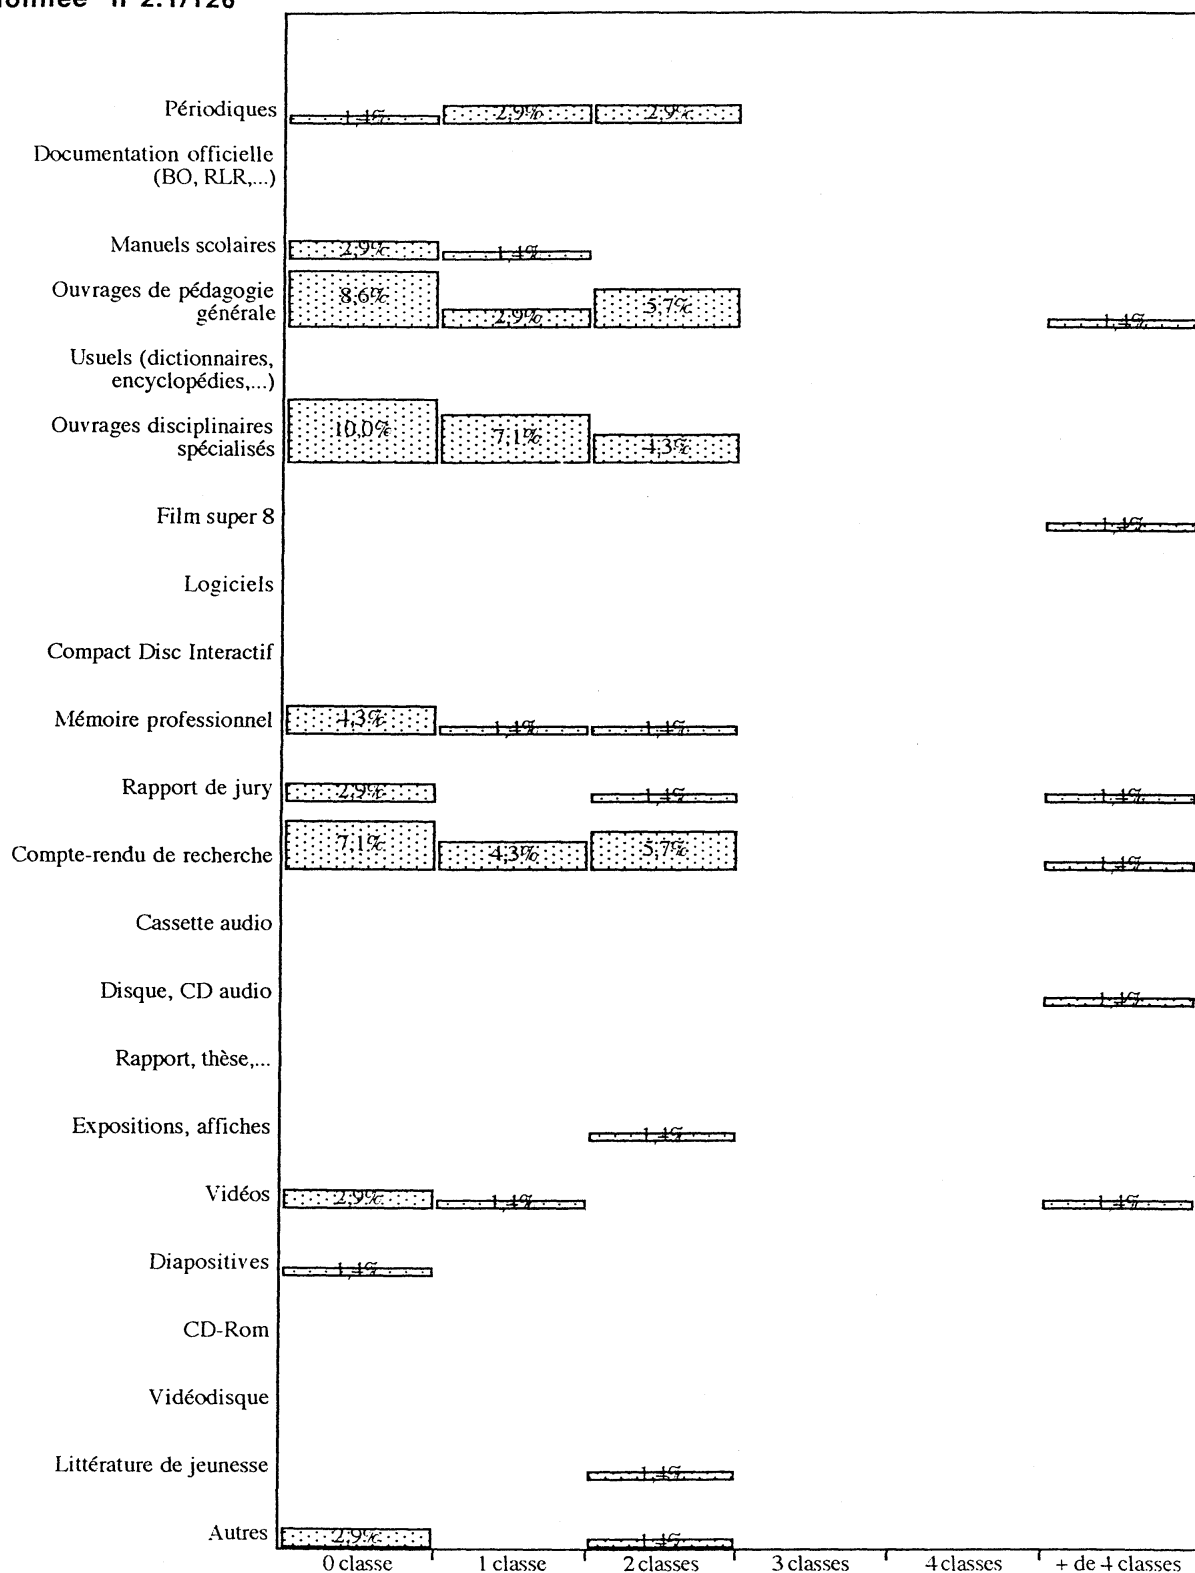 n°2.1/126
Périodiques 1,4% 2,9% 2,9%
Documentation officielle
(BO, RLR,...)
Manuels scolaires 2,9% 1,4%
Ouvrages de pédagogie
générale 8,6% 2,9% 5,7% 1,4%
Usuels (dictionnaires,
encyclopédies,...)
Ouvrages disciplinaires
spécialisés 10,0% 7,1% 4,3%
Film super 8 1,4%
Logiciels
Compact Disc Interactif
Mémoire professionnel 4,3% 1,4% 1,4%
Rapport de jury 2,9% 1,4% 1,4%
Compte-rendu de recherche 7,1% 4,3% 5,7% 1,4%
Cassette audio
Disque, CD audio 1,4%
Rapport, thèse,...
Expositions, affiches 1,4%
Vidéos 2,9% 1,4% 1,4%
Diapositives 1,4%
CD-Rom
Vidéodisque
Littérature de jeunesse 1,4%
Autres 2,9% 1,4%
0 classe 1 classe 2 classes 3 classes 4 classes + de 4 classes